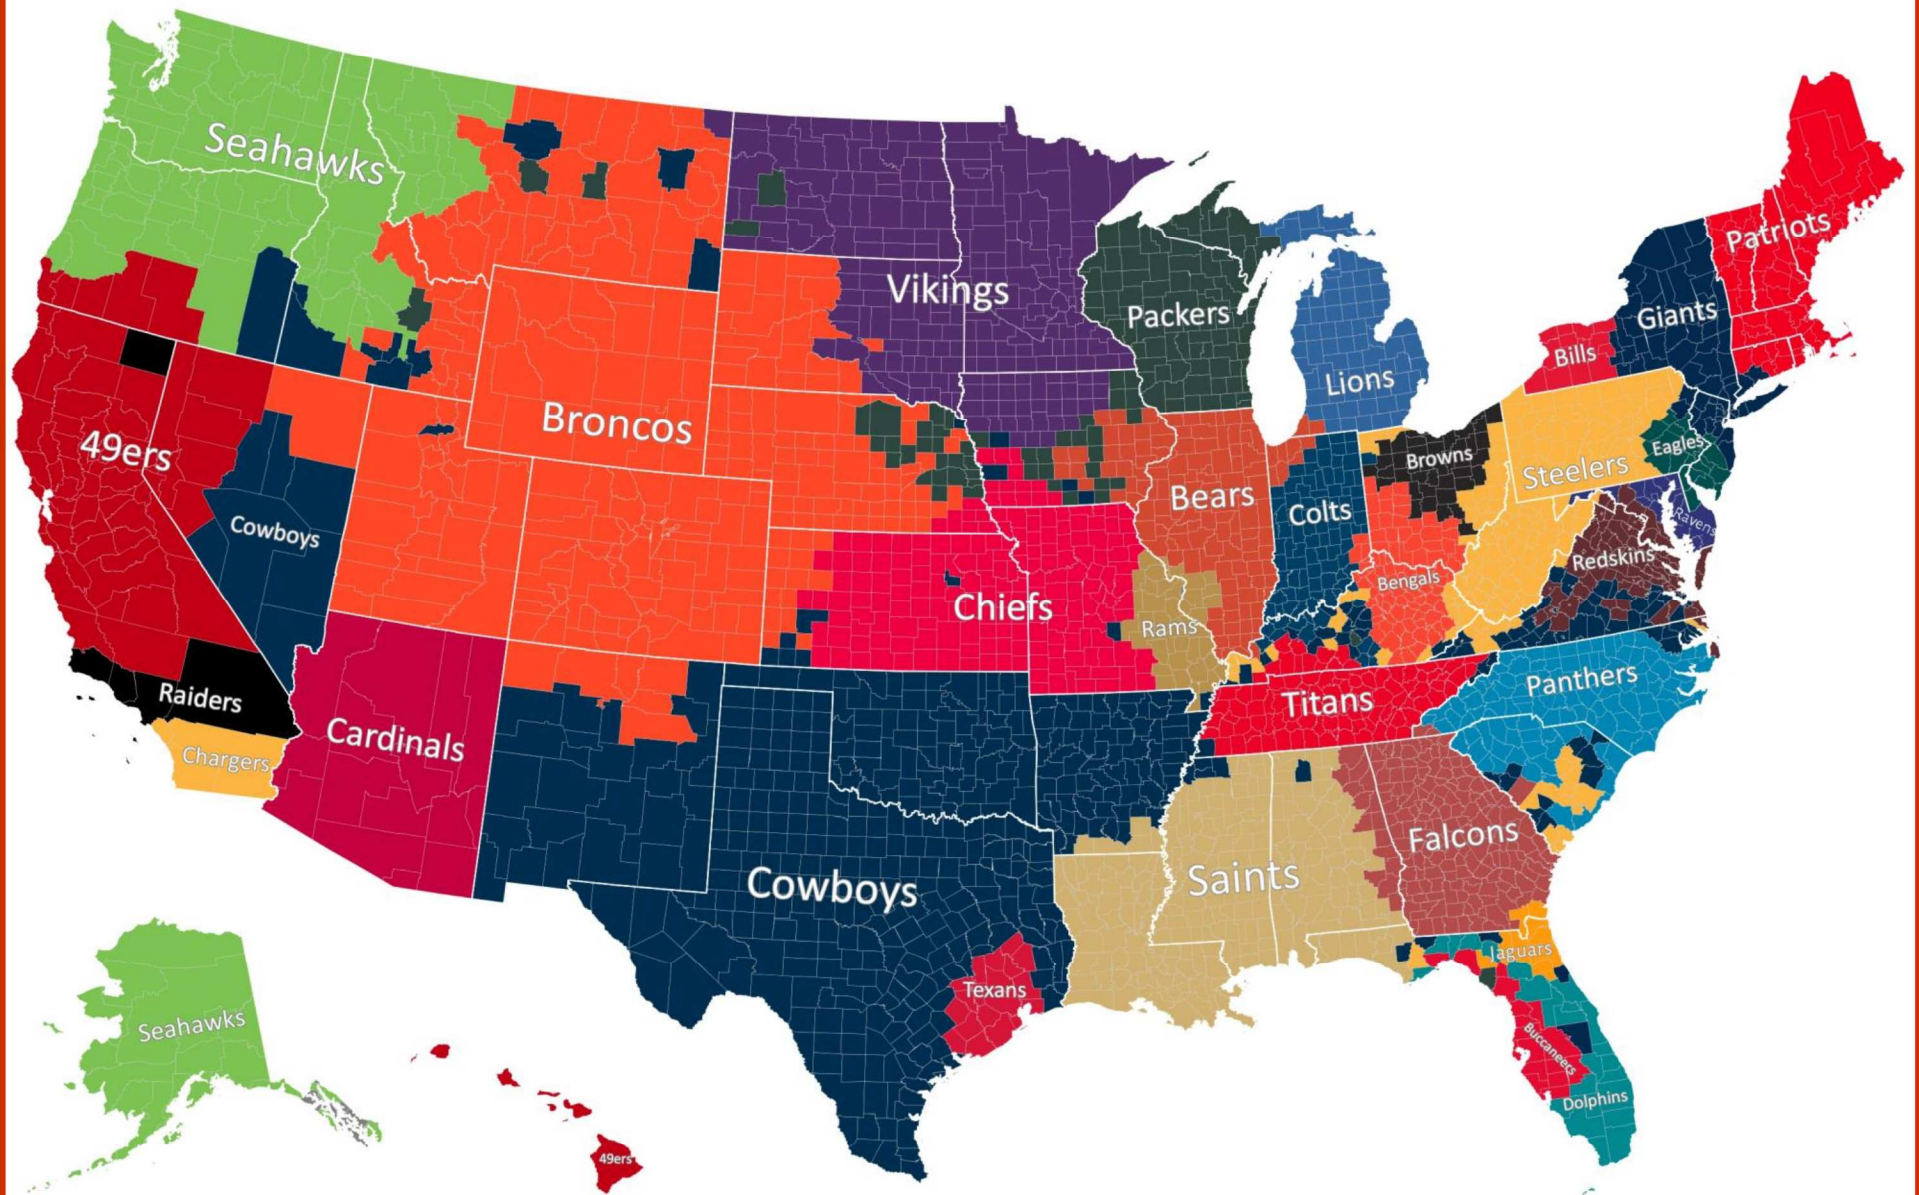 Seahawks
Vikings
Patriots
Packers
Giants
Bills
Lions
Broncos
49ers
Browns
Eagles
Steelers
Bears
Colts
Cowboys
Ravens
Redskins
Bengals
Chiefs
Rams
Raiders
Titans
Panthers
Cardinals
Chargers
Falcons
Saints
Cowboys
Jaguars
Texans
Seahawks
Buccaneers
Dolphins
49ers